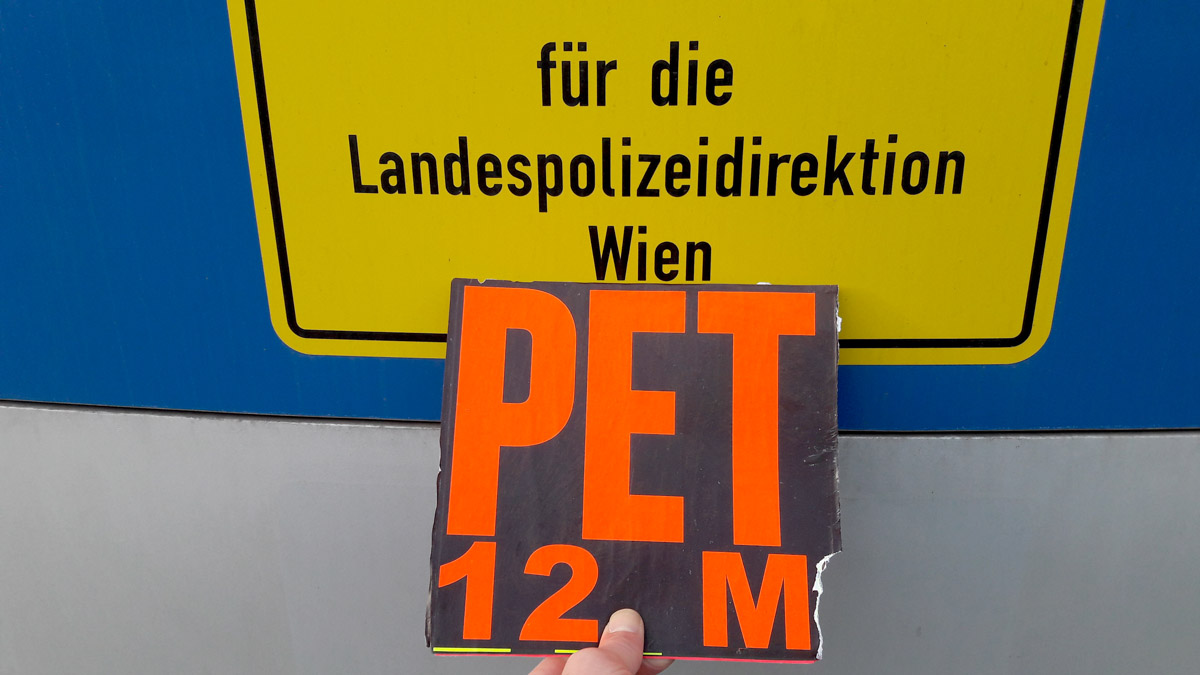 für die
Landespolizeidirektion
Wien
PET
12 M